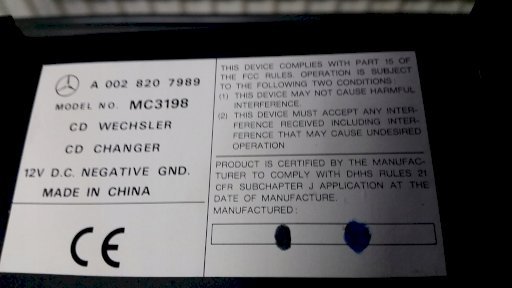 A 002 820 7989
MODEL NO. MC3198
CD WECHSLER
CD CHANGER
12V D.C. NEGATIVE GND.
MADE IN CHINA
CE
THIS DEVICE COMPLIES WITH PART 15 OF
THE FCC RULES. OPERATION IS SUBJECT
TO THE FOLLOWING TWO CONDITIONS:
(1) THIS DEVICE MAY NOT CAUSE HARMFUL
INTERFERENCE.
(2) THIS DEVICE MUST ACCEPT ANY INTER-
FERENCE RECEIVED INCLUDING INTER-
FERENCE THAT MAY CAUSE UNDESIRED
OPERATION
PRODUCT IS CERTIFIED BY THE MANUFAC-
TURER TO COMPLY WITH DHHS RULES 21
CFR SUBCHAPTER J APPLICATION AT THE
DATE OF MANUFACTURE.
MANUFACTURED: